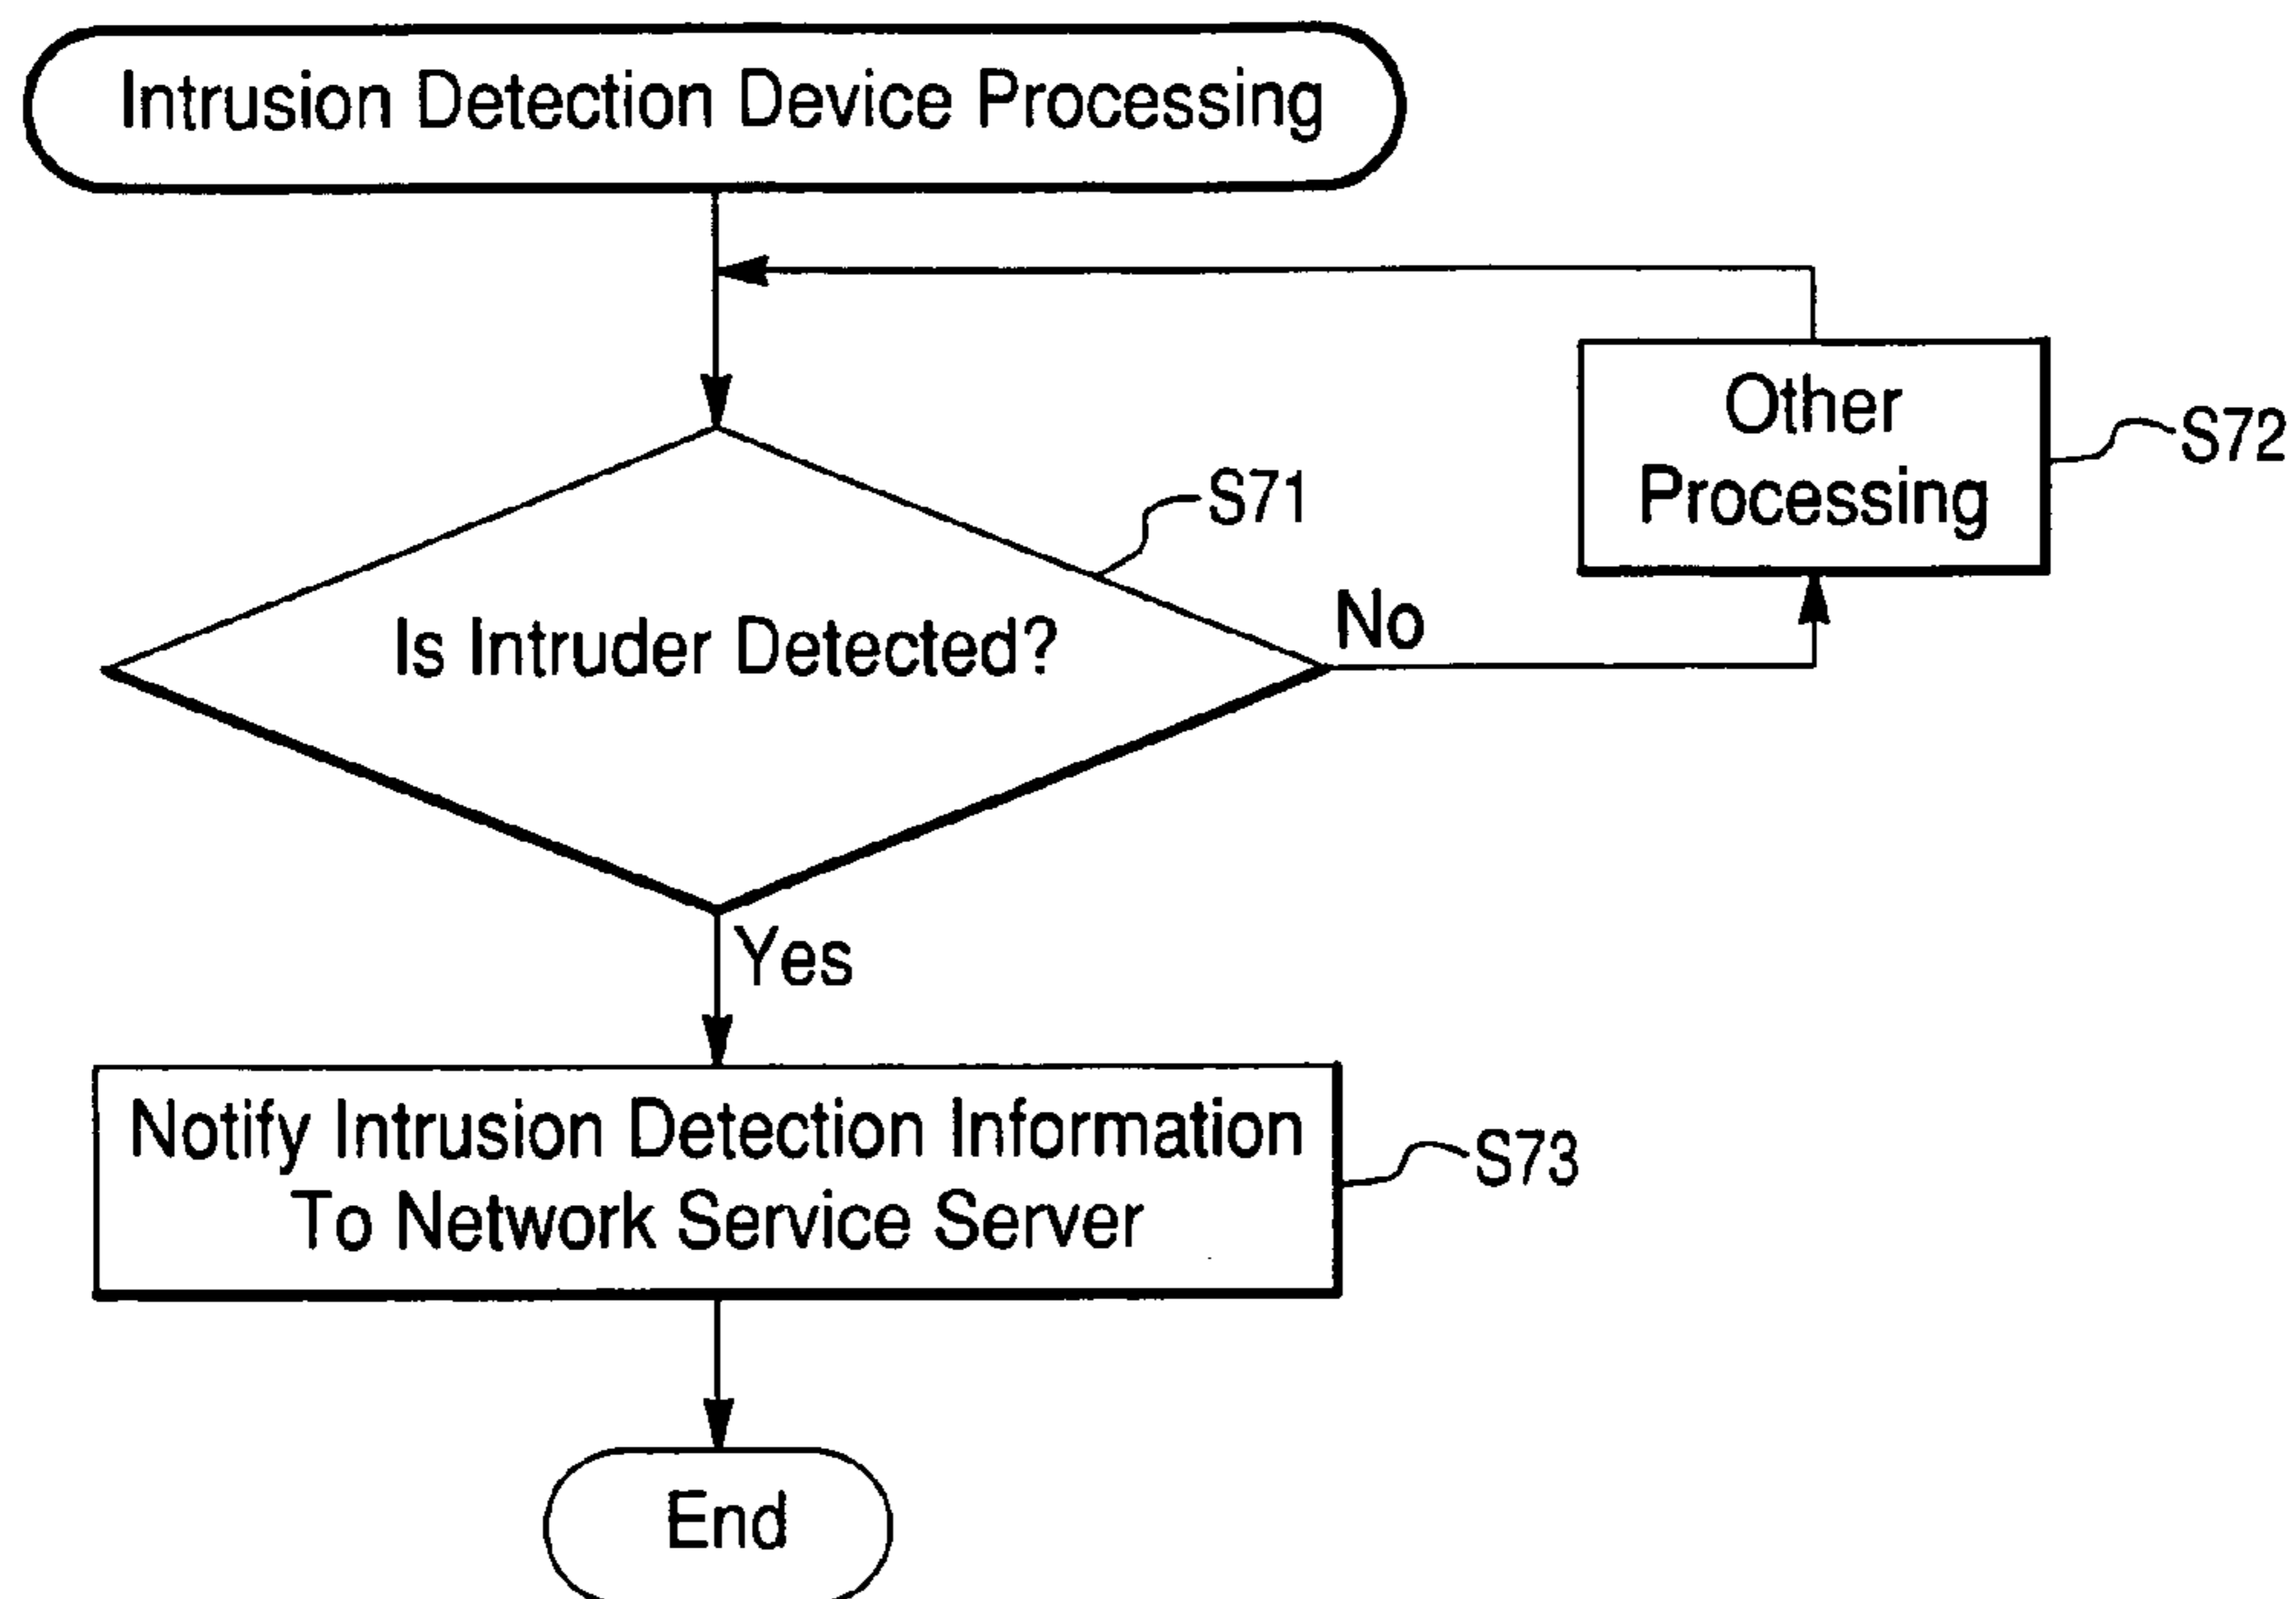 Intrusion Detection Device Processing
Other
Processing
S72
S71
Is Intruder Detected?
No
Yes
Notify Intrusion Detection Information
To Network Service Server
S73
End